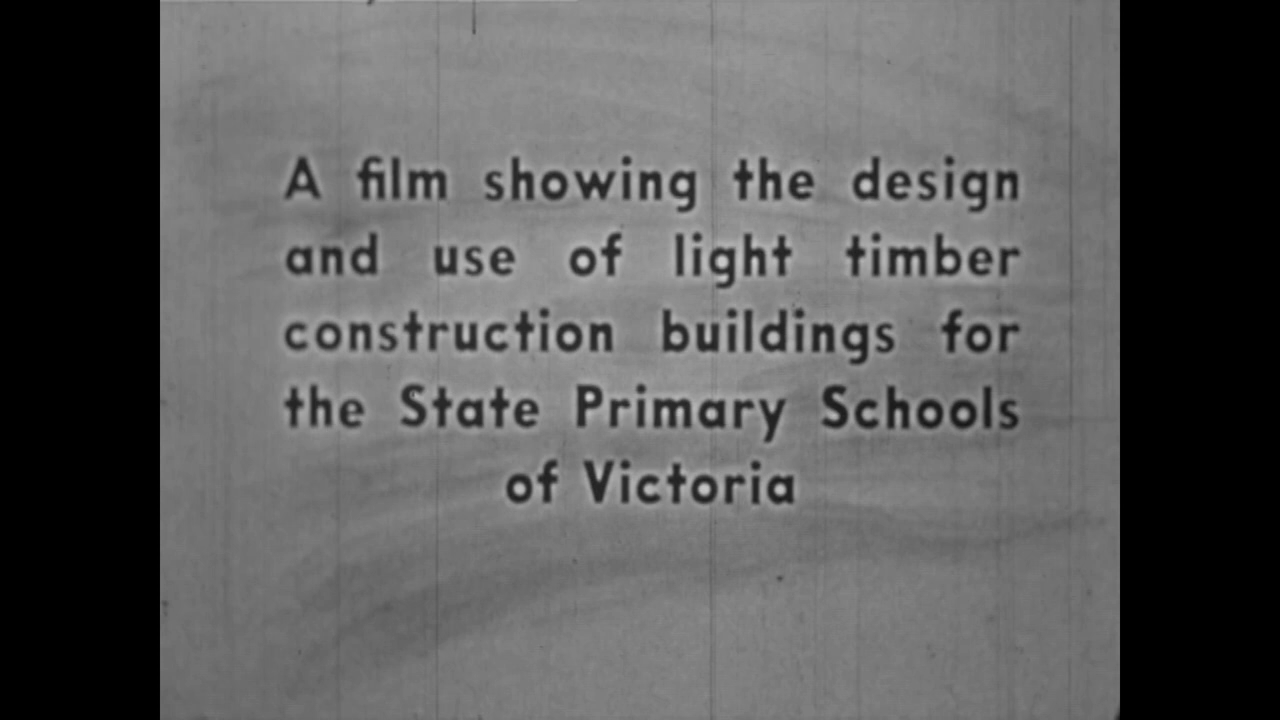 A film showing the design
and use of light timber
construction buildings for
the State Primary Schools
of Victoria